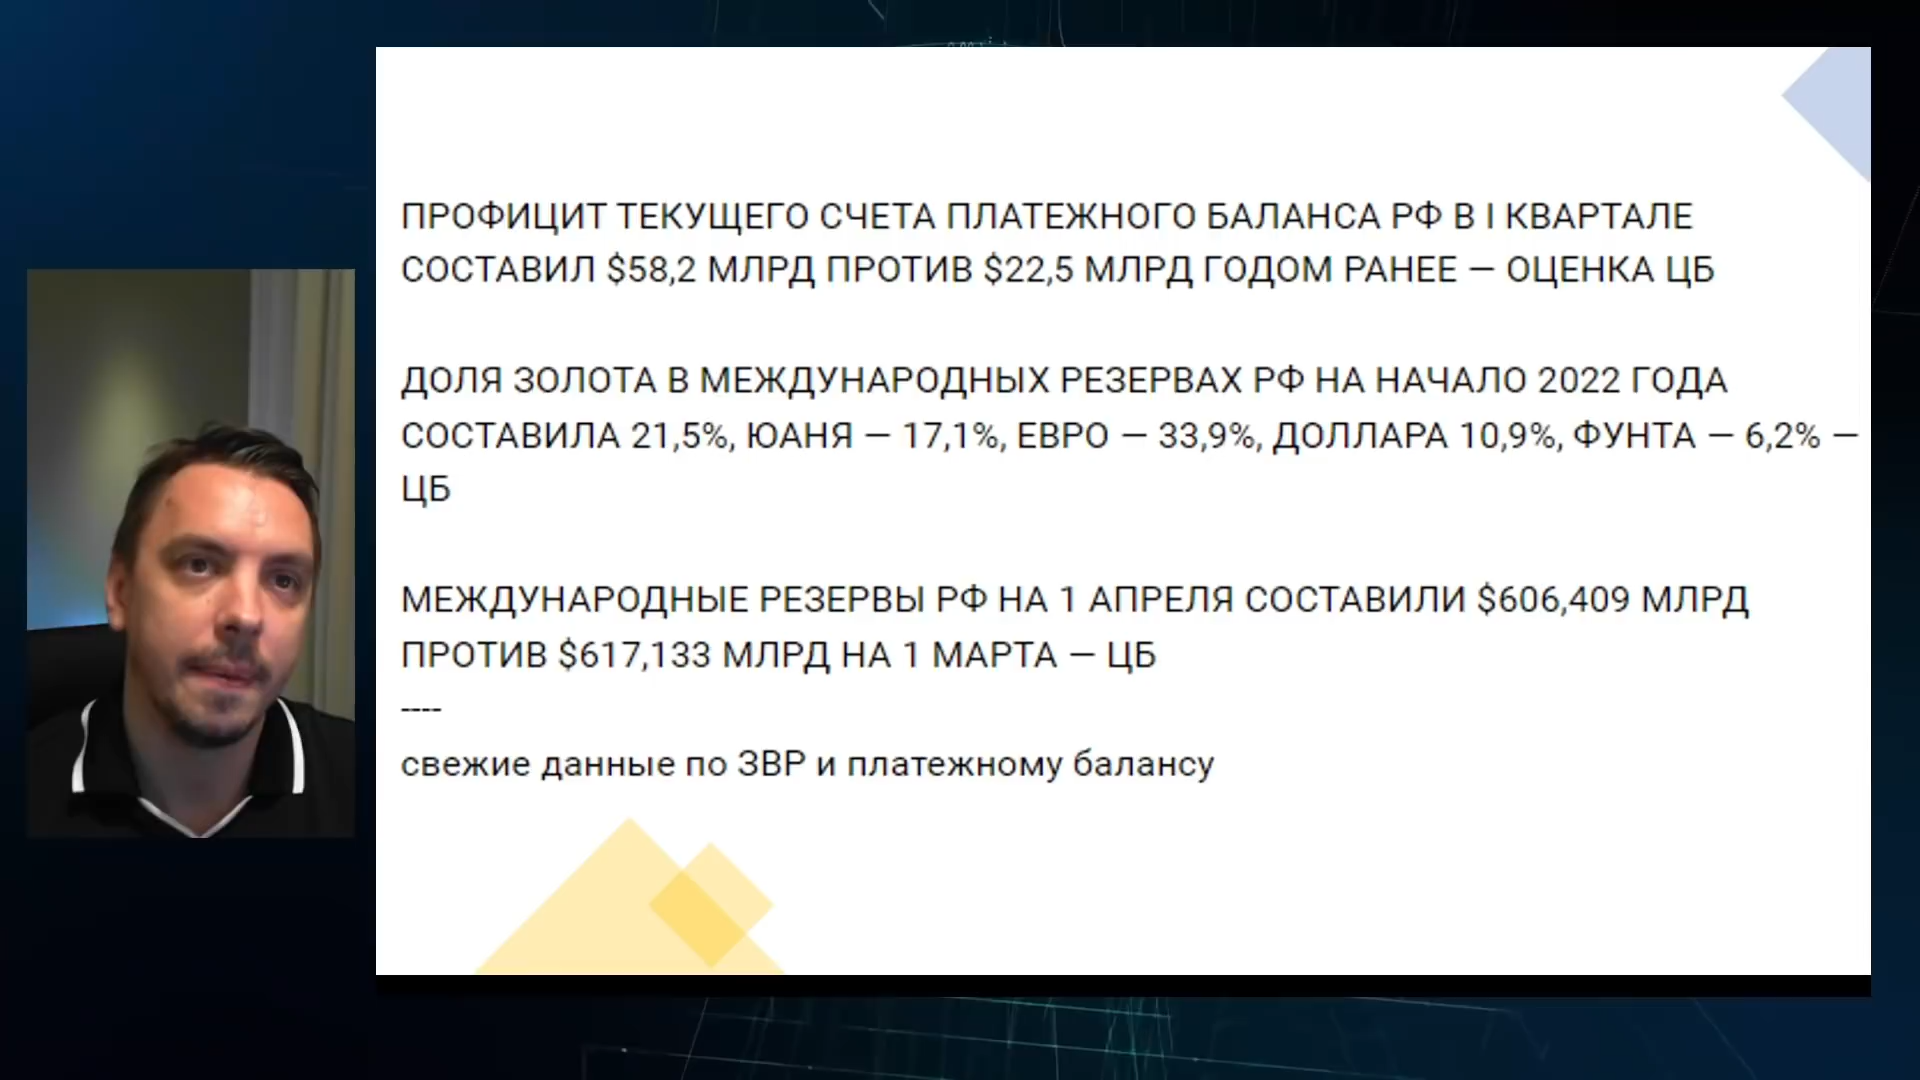 ПРОФИЦИТ ТЕКУЩЕГО СЧЕТА ПЛАТЕЖНОГО БАЛАНСА РФ В I КВАРТАЛЕ
СОСТАВИЛ $58,2 МЛРД ПРОТИВ $22,5 МЛРД ГОДОМ РАНЕЕ — ОЦЕНКА ЦБ
ДОЛЯ ЗОЛОТА В МЕЖДУНАРОДНЫХ РЕЗЕРВАХ РФ НА НАЧАЛО 2022 ГОДА
СОСТАВИЛА 21,5%, ЮАНЯ — 17,1%, ЕВРО — 33,9%, ДОЛЛАРА 10,9%, ФУНТА — 6,2% —
ЦБ
МЕЖДУНАРОДНЫЕ РЕЗЕРВЫ РФ НА 1 АПРЕЛЯ СОСТАВИЛИ $606,409 МЛРД
ПРОТИВ $617,133 МЛРД НА 1 МАРТА — ЦБ
----
свежие данные по ЗВР и платежному балансу